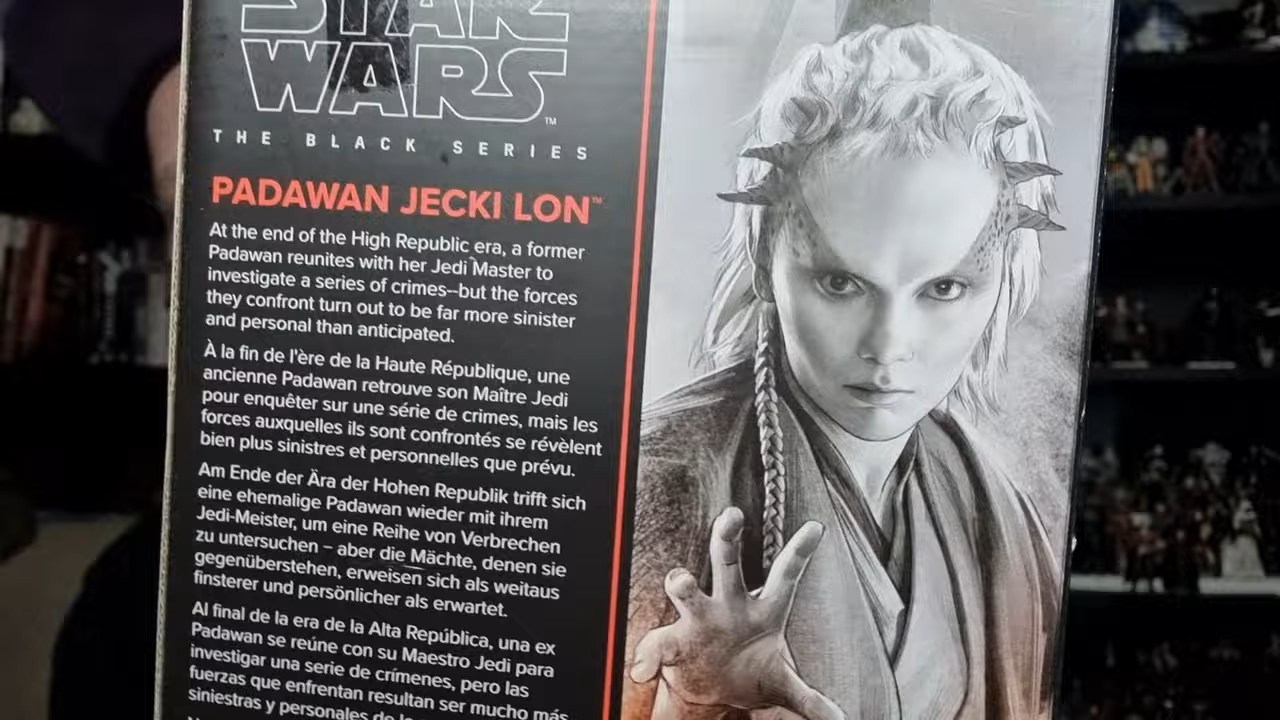 STAR
WARS™
THE BLACK SERIES
PADAWAN JECKI LON™
At the end of the High Republic era, a former
Padawan reunites with her Jedi Master to
investigate a series of crimes–but the forces
they confront turn out to be far more sinister
and personal than anticipated.
À la fin de l'ère de la Haute République, une
ancienne Padawan retrouve son Maître Jedi
pour enquêter sur une série de crimes, mais les
forces auxquelles ils sont confrontés se révèlent
bien plus sinistres et personnelles que prévu.
Am Ende der Ära der Hohen Republik trifft sich
eine ehemalige Padawan wieder mit ihrem
Jedi-Meister, um eine Reihe von Verbrechen
zu untersuchen – aber die Mächte, denen sie
gegenüberstehen, erweisen sich als weitaus
finsterer und persönlicher als erwartet.
Al final de la era de la Alta República, una ex
Padawan se reúne con su Maestro Jedi para
investigar una serie de crímenes, pero las
fuerzas que enfrentan resultan ser mucho más
siniestras y personales de